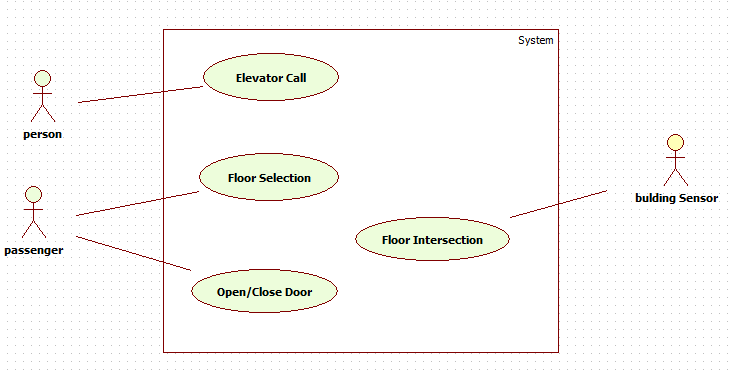 System
Elevator Call
person
Floor Selection
bulding Sensor
passenger
Floor Intersection
Open/Close Door